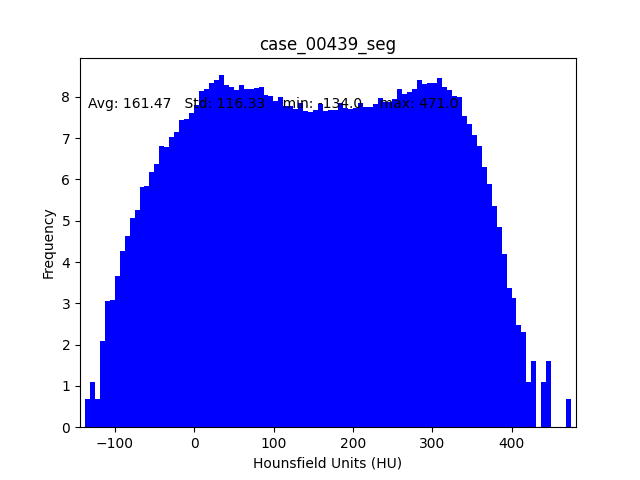 case_00439_seg
Avg: 161.47 Std: 116.33 min: -134.0 max: 471.0
8
7
6
5
4
3
2
1
0
Frequency
−100 0 100 200 300 400
Hounsfield Units (HU)